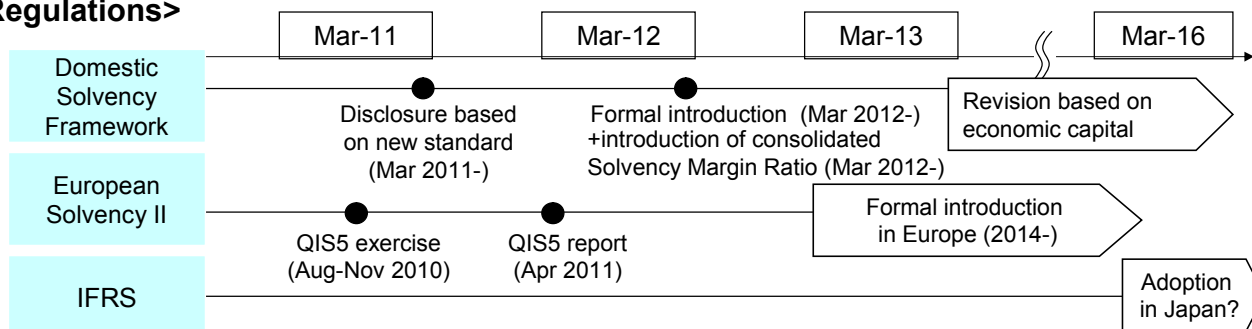 Regulations>
Mar-11
Mar-12
Mar-13
Mar-16
Domestic
Solvency
Framework
Disclosure based
on new standard
(Mar 2011-)
Formal introduction (Mar 2012-)
+introduction of consolidated
Solvency Margin Ratio (Mar 2012-)
Revision based on
economic capital
European
Solvency II
QIS5 exercise
(Aug-Nov 2010)
QIS5 report
(Apr 2011)
Formal introduction
in Europe (2014-)
IFRS
Adoption
in Japan?